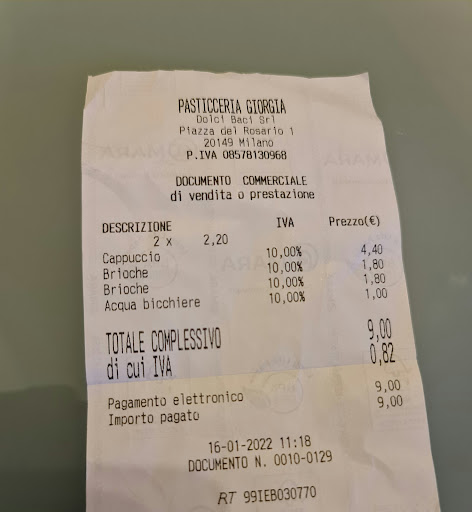 PASTICCERIA GIORGIA
Dolci Baci Srl
Piazza del Rosario 1
20149 Milano
P.IVA 08578130968
DOCUMENTO COMMERCIALE
di vendita o prestazione
DESCRIZIONE IVA Prezzo(€)
2 x 2,20
Cappuccio 10,00% 4,40
Brioche 10,00% 1,80
Brioche 10,00% 1,80
Acqua bicchiere 10,00% 1,00
TOTALE COMPLESSIVO 9,00
di cui IVA 0,82
Pagamento elettronico 9,00
Importo pagato 9,00
16-01-2022 11:18
DOCUMENTO N. 0010-0129
RT 99IEB030770